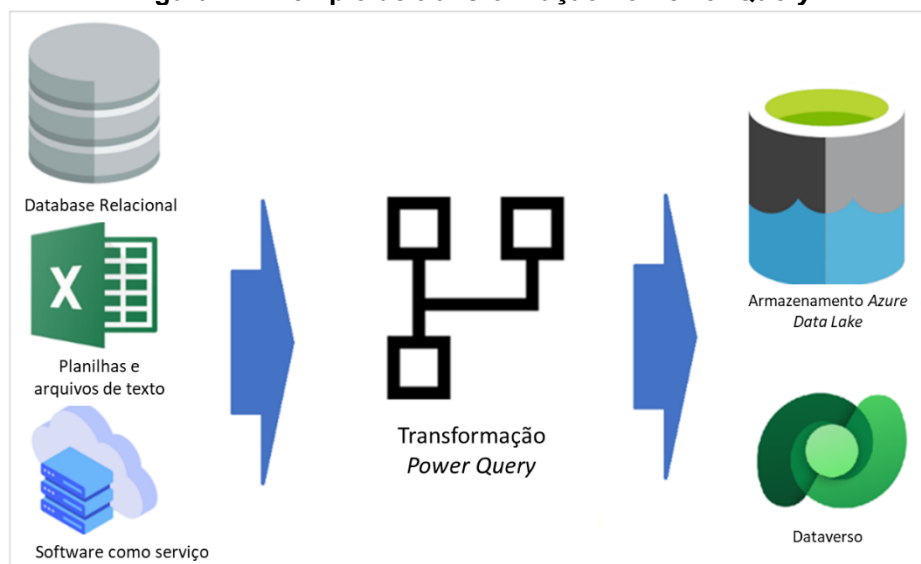 Database Relacional
X
Planilhas e
arquivos de texto
Software como serviço
Transformação
Power Query
Armazenamento Azure
Data Lake
Dataverso